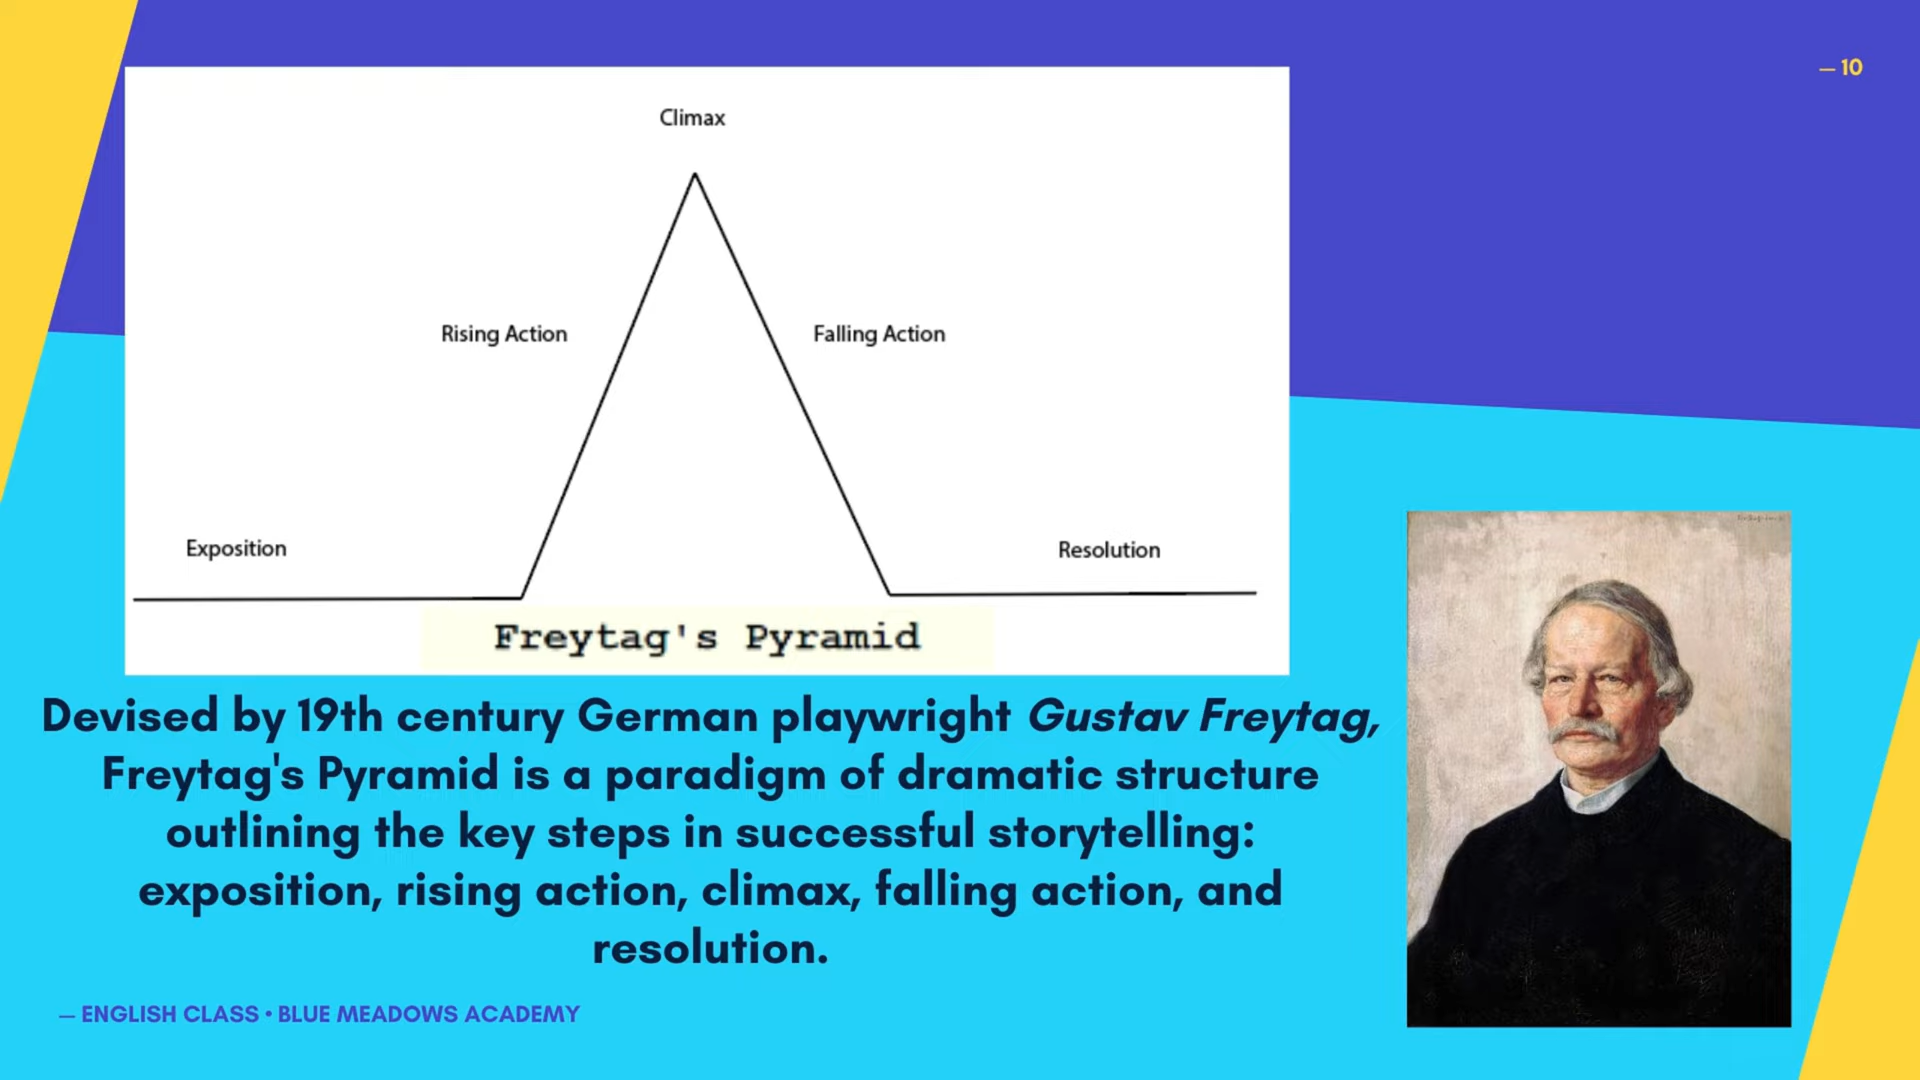 — 10
Climax
Rising Action
Falling Action
Exposition
Resolution
Freytag's Pyramid
Devised by 19th century German playwright Gustav Freytag,
Freytag's Pyramid is a paradigm of dramatic structure
outlining the key steps in successful storytelling:
exposition, rising action, climax, falling action, and
resolution.
— ENGLISH CLASS • BLUE MEADOWS ACADEMY